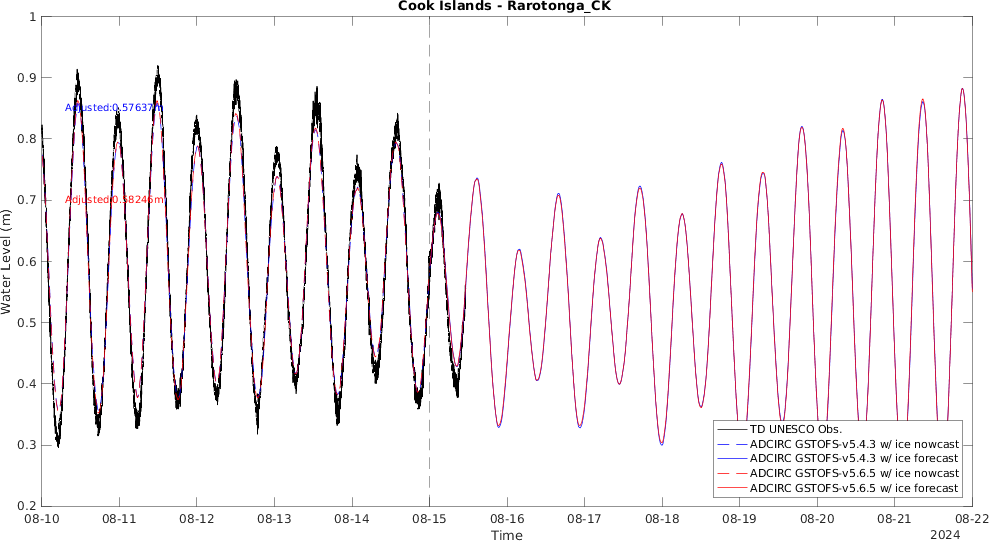 Cook Islands - Rarotonga_CK
Water Level (m)
1
0.9
0.8
0.7
0.6
0.5
0.4
0.3
0.2
Adjusted:0.57637m
Adjusted:0.58246m
TD UNESCO Obs.
ADCIRC GSTOFS-v5.4.3 w/ ice nowcast
ADCIRC GSTOFS-v5.4.3 w/ ice forecast
ADCIRC GSTOFS-v5.6.5 w/ ice nowcast
ADCIRC GSTOFS-v5.6.5 w/ ice forecast
08-10 08-11 08-12 08-13 08-14 08-15 08-16 08-17 08-18 08-19 08-20 08-21 08-22
Time
2024